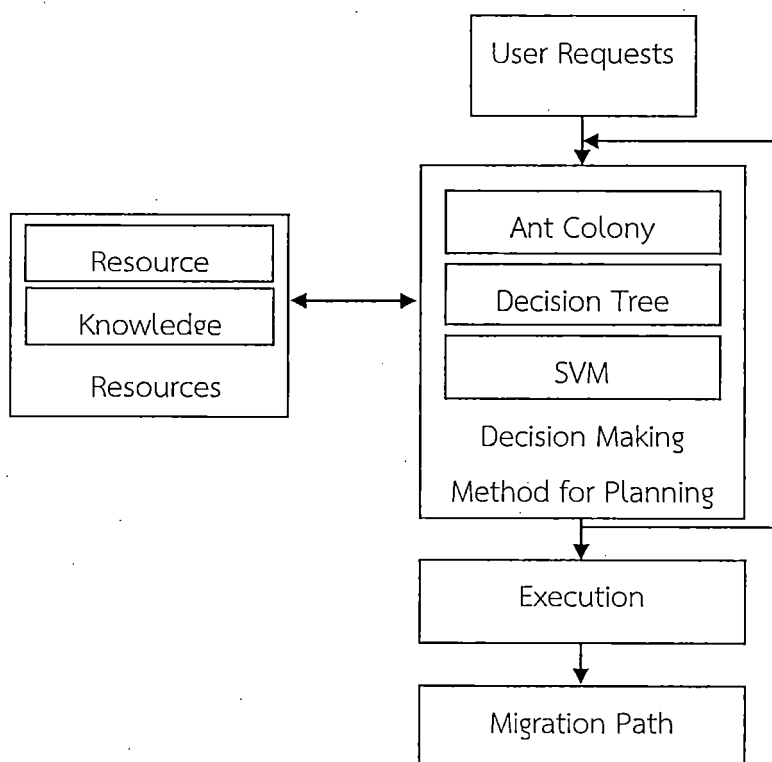 User Requests
Ant Colony
Decision Tree
SVM
Decision Making
Method for Planning
Resource
Knowledge
Resources
Execution
Migration Path